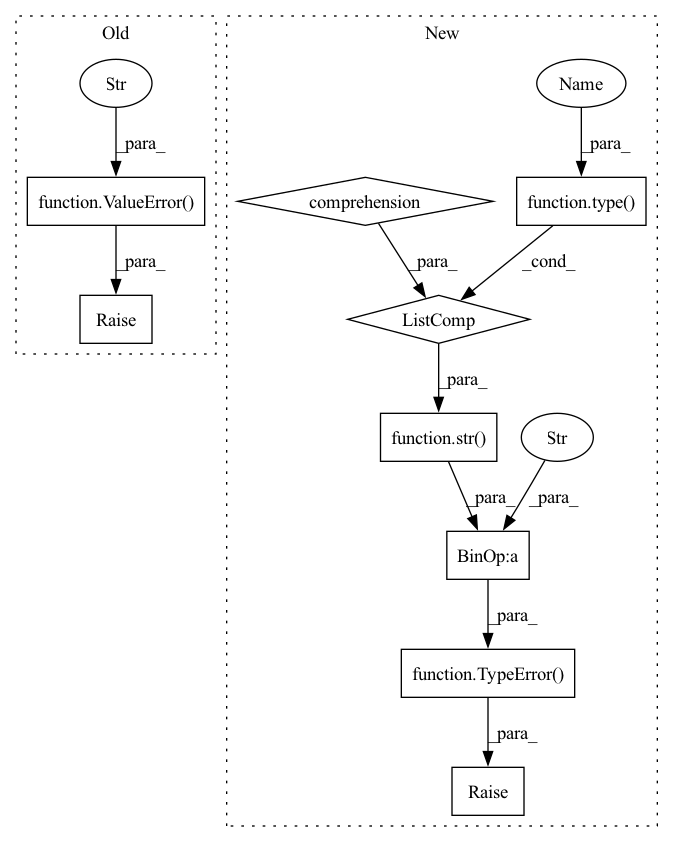 Old
New
Str
Name
_para_
_para_
function.ValueError()
comprehension
function.type()
_para_
_para_
_cond_
Raise
ListComp
_para_
function.str()
Str
_para_
_para_
BinOp:a
_para_
function.TypeError()
_para_
Raise